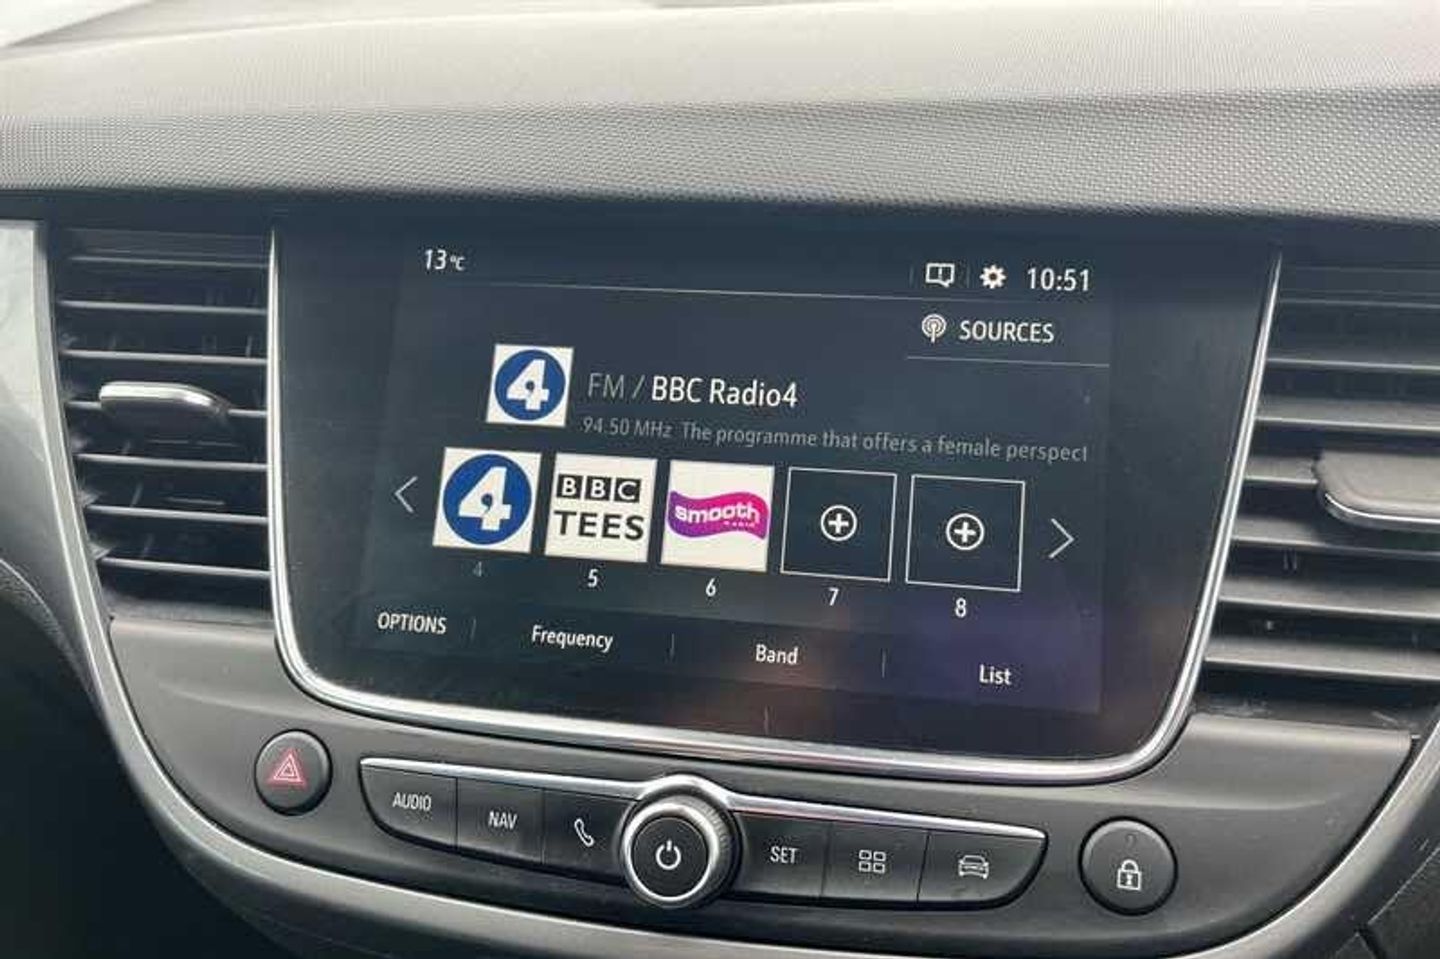 13°C 10:51
SOURCES
4 FM / BBC Radio4
94.50 MHz The programme that offers a female perspect
4 BBC TEES smooth RADIO
4 5 6 7 8
OPTIONS Frequency Band List
AUDIO NAV SET